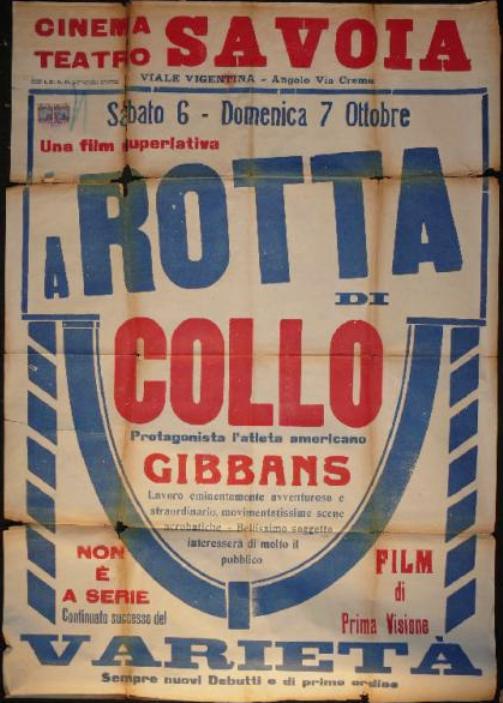 CINEMA
TEATRO
SAVOIA
VIALE VIGENTINA - Angolo Via Crema
Sabato 6 - Domenica 7 Ottobre
Una film superlativa
A ROTTA
DI
COLLO
Protagonista l'atleta americano
GIBBANS
Lavoro eminentemente avventuroso e
straordinario, movimentatissime scene
acrobatiche - Bellissimo soggetto
interesserà di molto il
pubblico
NON
È
A SERIE
FILM
di
Prima Visione
Continuato successo del
VARIETÀ
Sempre nuovi Debutti e di primo ordine